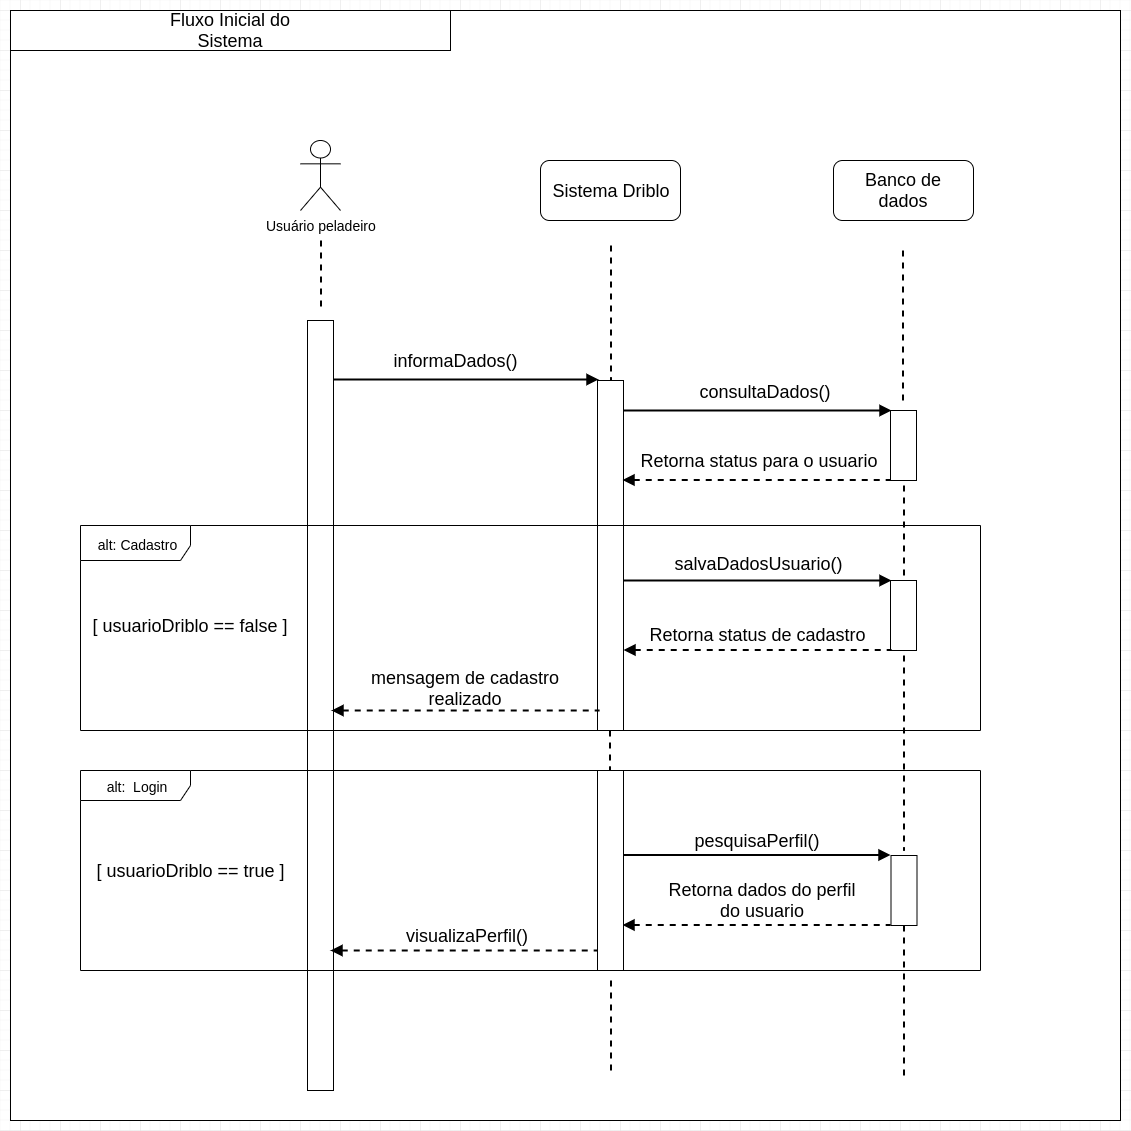 Fluxo Inicial do
Sistema
Usuário peladeiro
Sistema Driblo
Banco de
dados
informaDados()
consultaDados()
Retorna status para o usuario
alt: Cadastro
salvaDadosUsuario()
[ usuarioDriblo == false ]
Retorna status de cadastro
mensagem de cadastro
realizado
alt:  Login
pesquisaPerfil()
[ usuarioDriblo == true ]
Retorna dados do perfil
do usuario
visualizaPerfil()